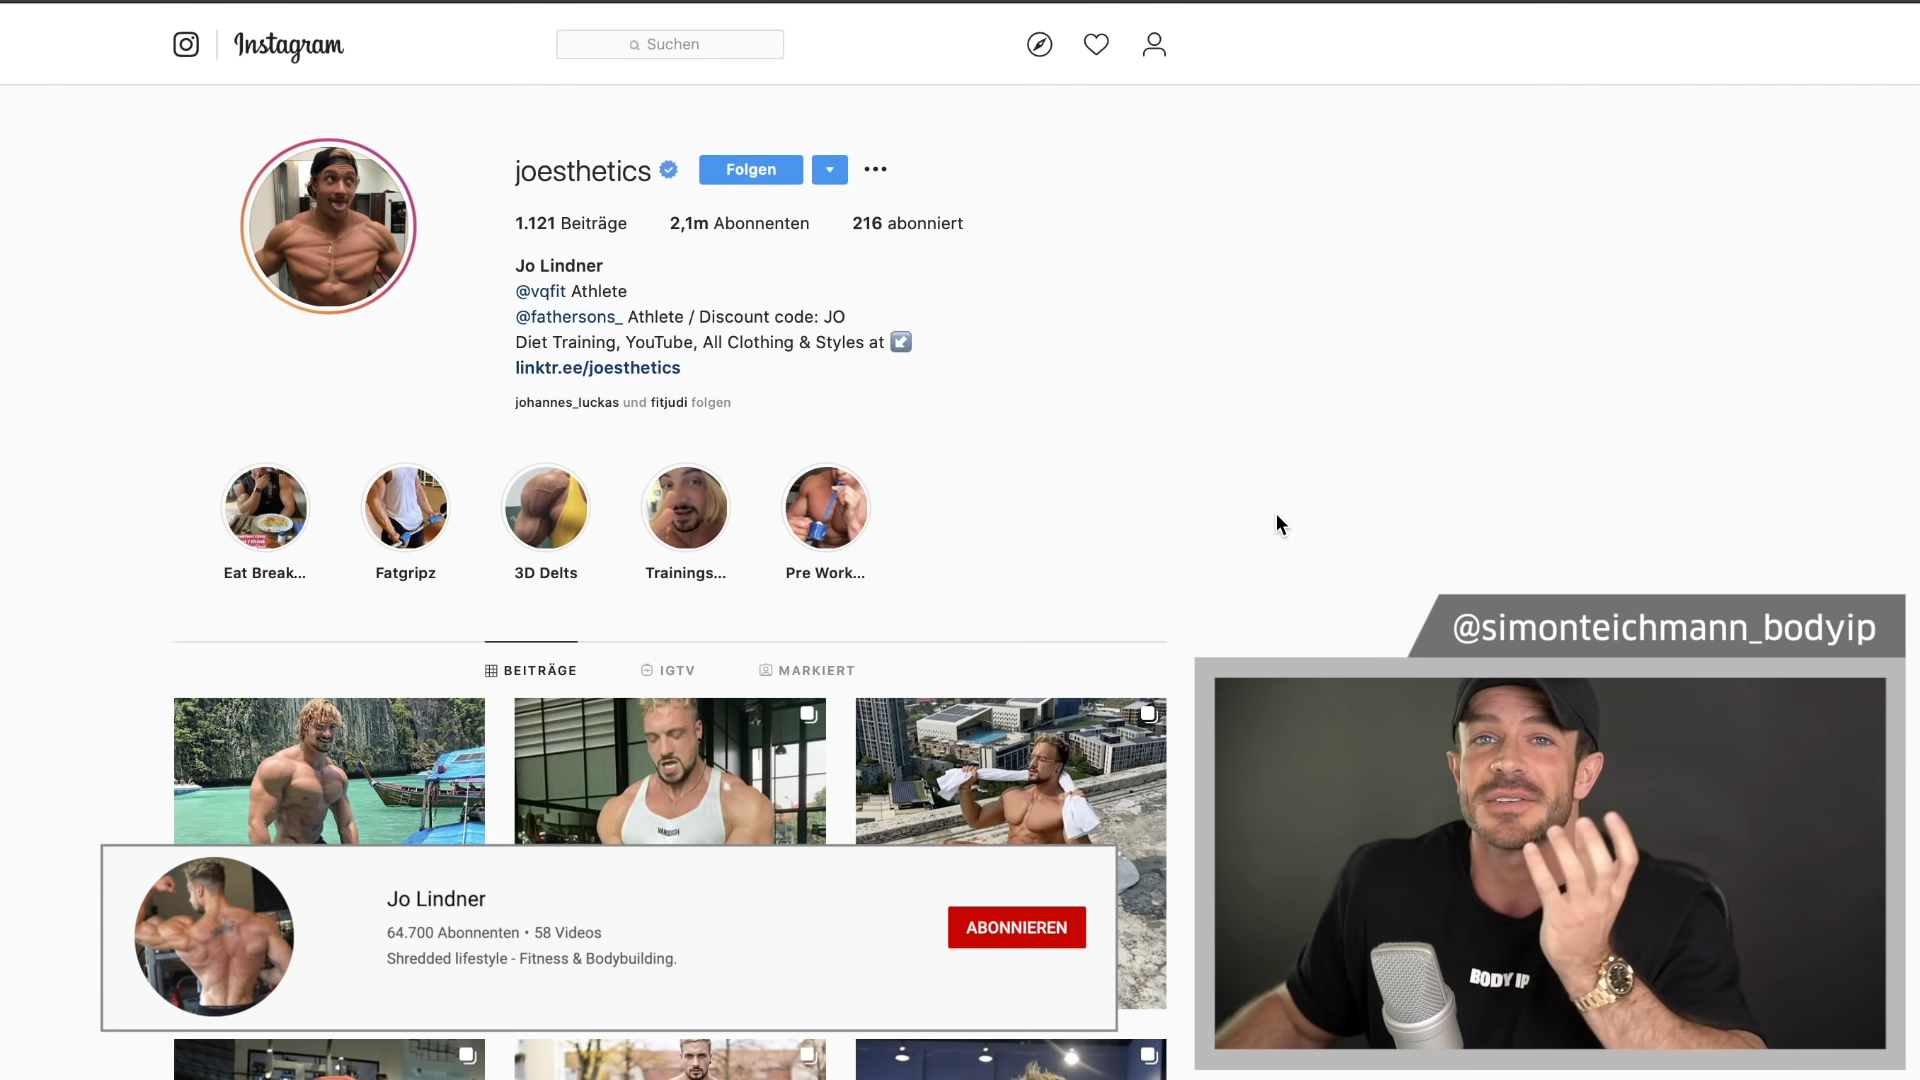 Instagram
Suchen
joesthetics
Folgen
1.121 Beiträge 2,1m Abonnenten 216 abonniert
Jo Lindner
@vqfit Athlete
@fathersons_ Athlete / Discount code: JO
Diet Training, YouTube, All Clothing & Styles at
linktr.ee/joesthetics
johannes_luckas und fitjudi folgen
Eat Break... Fatgripz 3D Delts Trainings... Pre Work...
BEITRÄGE IGTV MARKIERT
VANQUISH
Jo Lindner
64.700 Abonnenten • 58 Videos
Shredded lifestyle - Fitness & Bodybuilding.
ABONNIEREN
@simonteichmann_bodyip
BODY IP